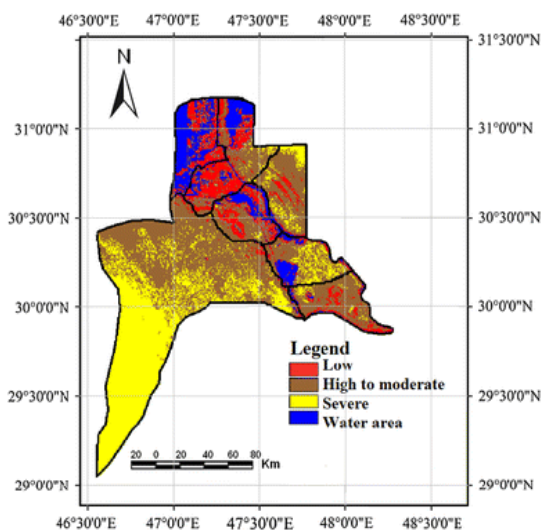 46°30'0"E 47°0'0"E 47°30'0"E 48°0'0"E 48°30'0"E
31°30'0"N 31°30'0"N
N
31°0'0"N 31°0'0"N
30°30'0"N 30°30'0"N
30°0'0"N 30°0'0"N
Legend
Low
High to moderate
Severe
Water area
29°30'0"N 29°30'0"N
20 0 20 40 60 80
Km
29°0'0"N 29°0'0"N
46°30'0"E 47°0'0"E 47°30'0"E 48°0'0"E 48°30'0"E